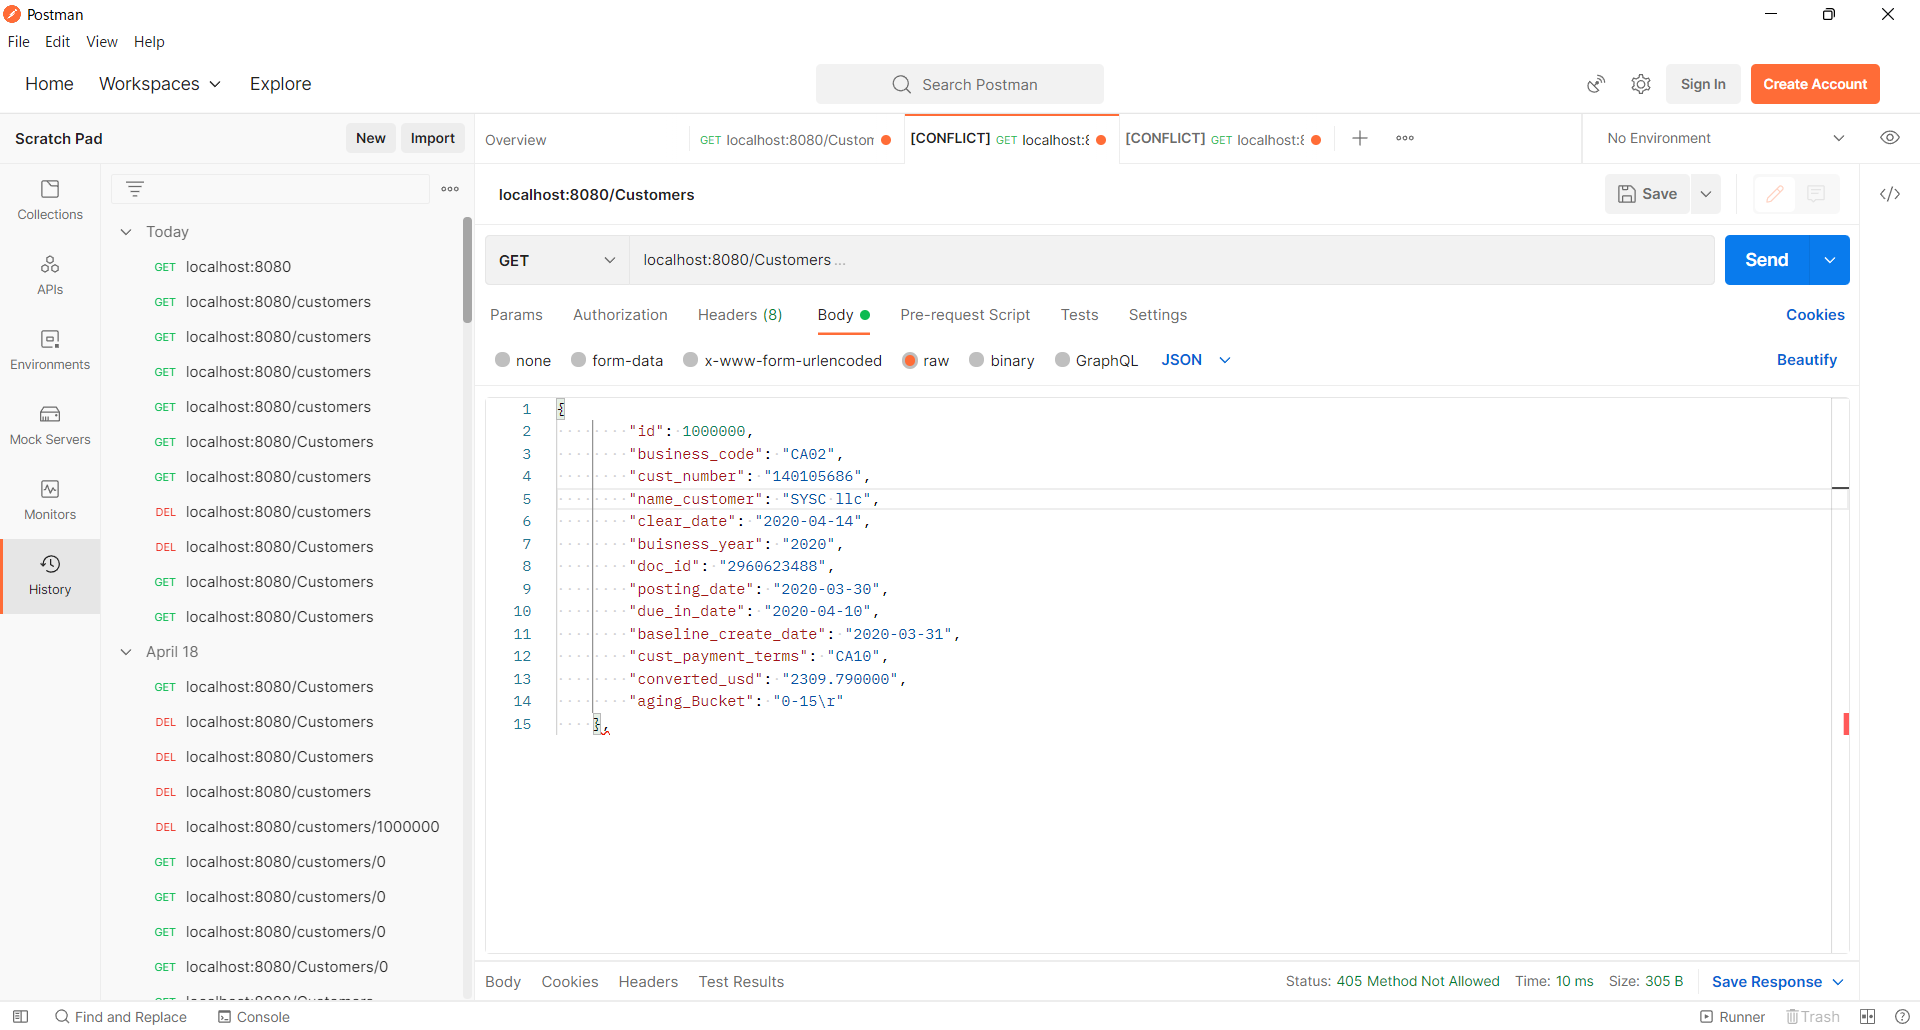 Postman
File Edit View Help
Home Workspaces Explore Search Postman Sign In Create Account
Scratch Pad New Import
Overview GET localhost:8080/Custom [CONFLICT] GET localhost:8 [CONFLICT] GET localhost:8 No Environment
Collections
APIs
Environments
Mock Servers
Monitors
History
Today
GET localhost:8080
GET localhost:8080/customers
GET localhost:8080/customers
GET localhost:8080/customers
GET localhost:8080/customers
GET localhost:8080/Customers
GET localhost:8080/customers
DEL localhost:8080/customers
DEL localhost:8080/Customers
GET localhost:8080/Customers
GET localhost:8080/Customers
April 18
GET localhost:8080/Customers
DEL localhost:8080/Customers
DEL localhost:8080/Customers
DEL localhost:8080/customers
DEL localhost:8080/customers/1000000
GET localhost:8080/customers/0
GET localhost:8080/customers/0
GET localhost:8080/customers/0
GET localhost:8080/Customers/0
localhost:8080/Customers Save
GET localhost:8080/Customers ... Send
Params Authorization Headers (8) Body Pre-request Script Tests Settings Cookies
none form-data x-www-form-urlencoded raw binary GraphQL JSON Beautify
1 {
2 "id": 1000000,
3 "business_code": "CA02",
4 "cust_number": "140105686",
5 "name_customer": "SYSC llc",
6 "clear_date": "2020-04-14",
7 "buisness_year": "2020",
8 "doc_id": "2960623488",
9 "posting_date": "2020-03-30",
10 "due_in_date": "2020-04-10",
11 "baseline_create_date": "2020-03-31",
12 "cust_payment_terms": "CA10",
13 "converted_usd": "2309.790000",
14 "aging_Bucket": "0-15\r"
15 },
Body Cookies Headers Test Results Status: 405 Method Not Allowed Time: 10 ms Size: 305 B Save Response
Find and Replace Console Runner Trash